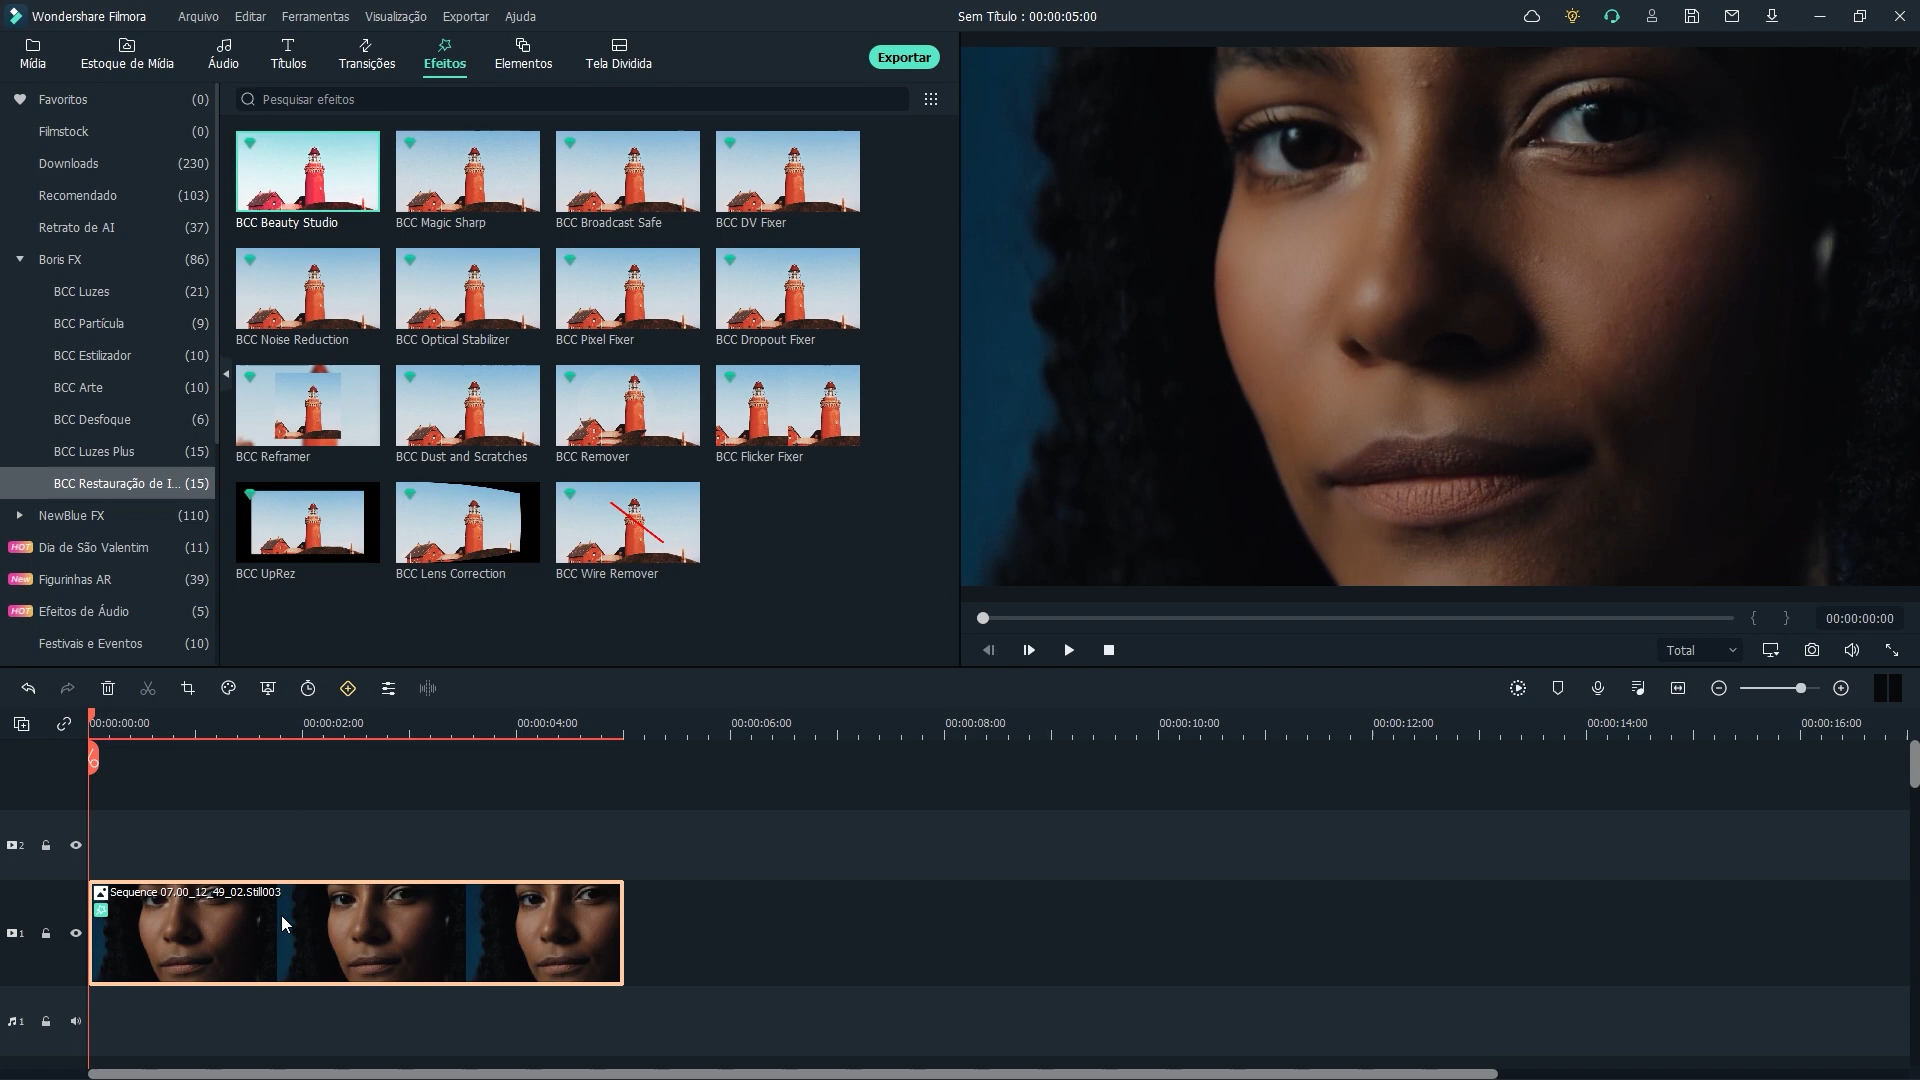 Wondershare Filmora
Arquivo Editar Ferramentas Visualização Exportar Ajuda
Sem Título : 00:00:05:00
Mídia
Estoque de Mídia
Áudio
Títulos
Transições
Efeitos
Elementos
Tela Dividida
Exportar
Favoritos (0)
Filmstock (0)
Downloads (230)
Recomendado (103)
Retrato de AI (37)
Boris FX (86)
BCC Luzes (21)
BCC Partícula (9)
BCC Estilizador (10)
BCC Arte (10)
BCC Desfoque (6)
BCC Luzes Plus (15)
BCC Restauração de I... (15)
NewBlue FX (110)
HOT Dia de São Valentim (11)
New Figurinhas AR (39)
HOT Efeitos de Áudio (5)
Festivais e Eventos (10)
Pesquisar efeitos
BCC Beauty Studio
BCC Magic Sharp
BCC Broadcast Safe
BCC DV Fixer
BCC Noise Reduction
BCC Optical Stabilizer
BCC Pixel Fixer
BCC Dropout Fixer
BCC Reframer
BCC Dust and Scratches
BCC Remover
BCC Flicker Fixer
BCC UpRez
BCC Lens Correction
BCC Wire Remover
{ } 00:00:00:00
Total
00:00:00:00 00:00:02:00 00:00:04:00 00:00:06:00 00:00:08:00 00:00:10:00 00:00:12:00 00:00:14:00 00:00:16:00
2
Sequence 07.00_12_49_02.Still003
1
1